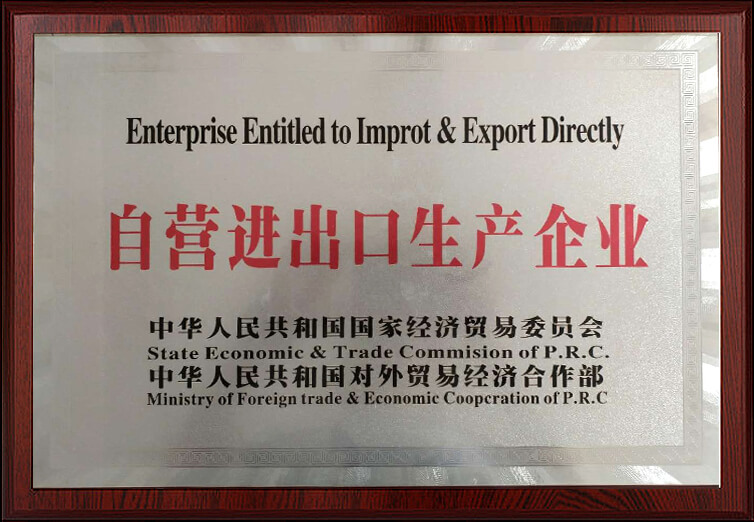 Enterprise Entitled to Improt & Export Directly
自营进出口生产企业
中华人民共和国国家经济贸易委员会
State Economic & Trade Commision of P.R.C.
中华人民共和国对外贸易经济合作部
Ministry of Foreign trade & Economic Coopcration of P.R.C